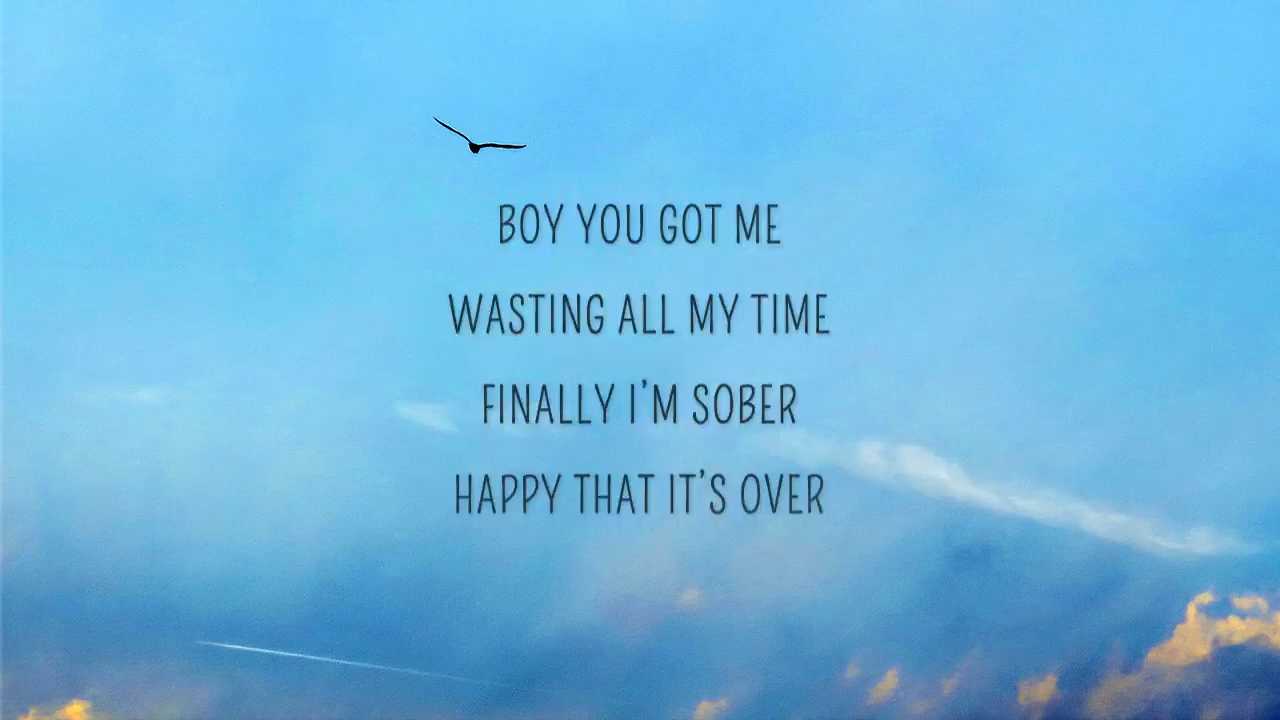 BOY YOU GOT ME
WASTING ALL MY TIME
FINALLY I'M SOBER
HAPPY THAT IT'S OVER